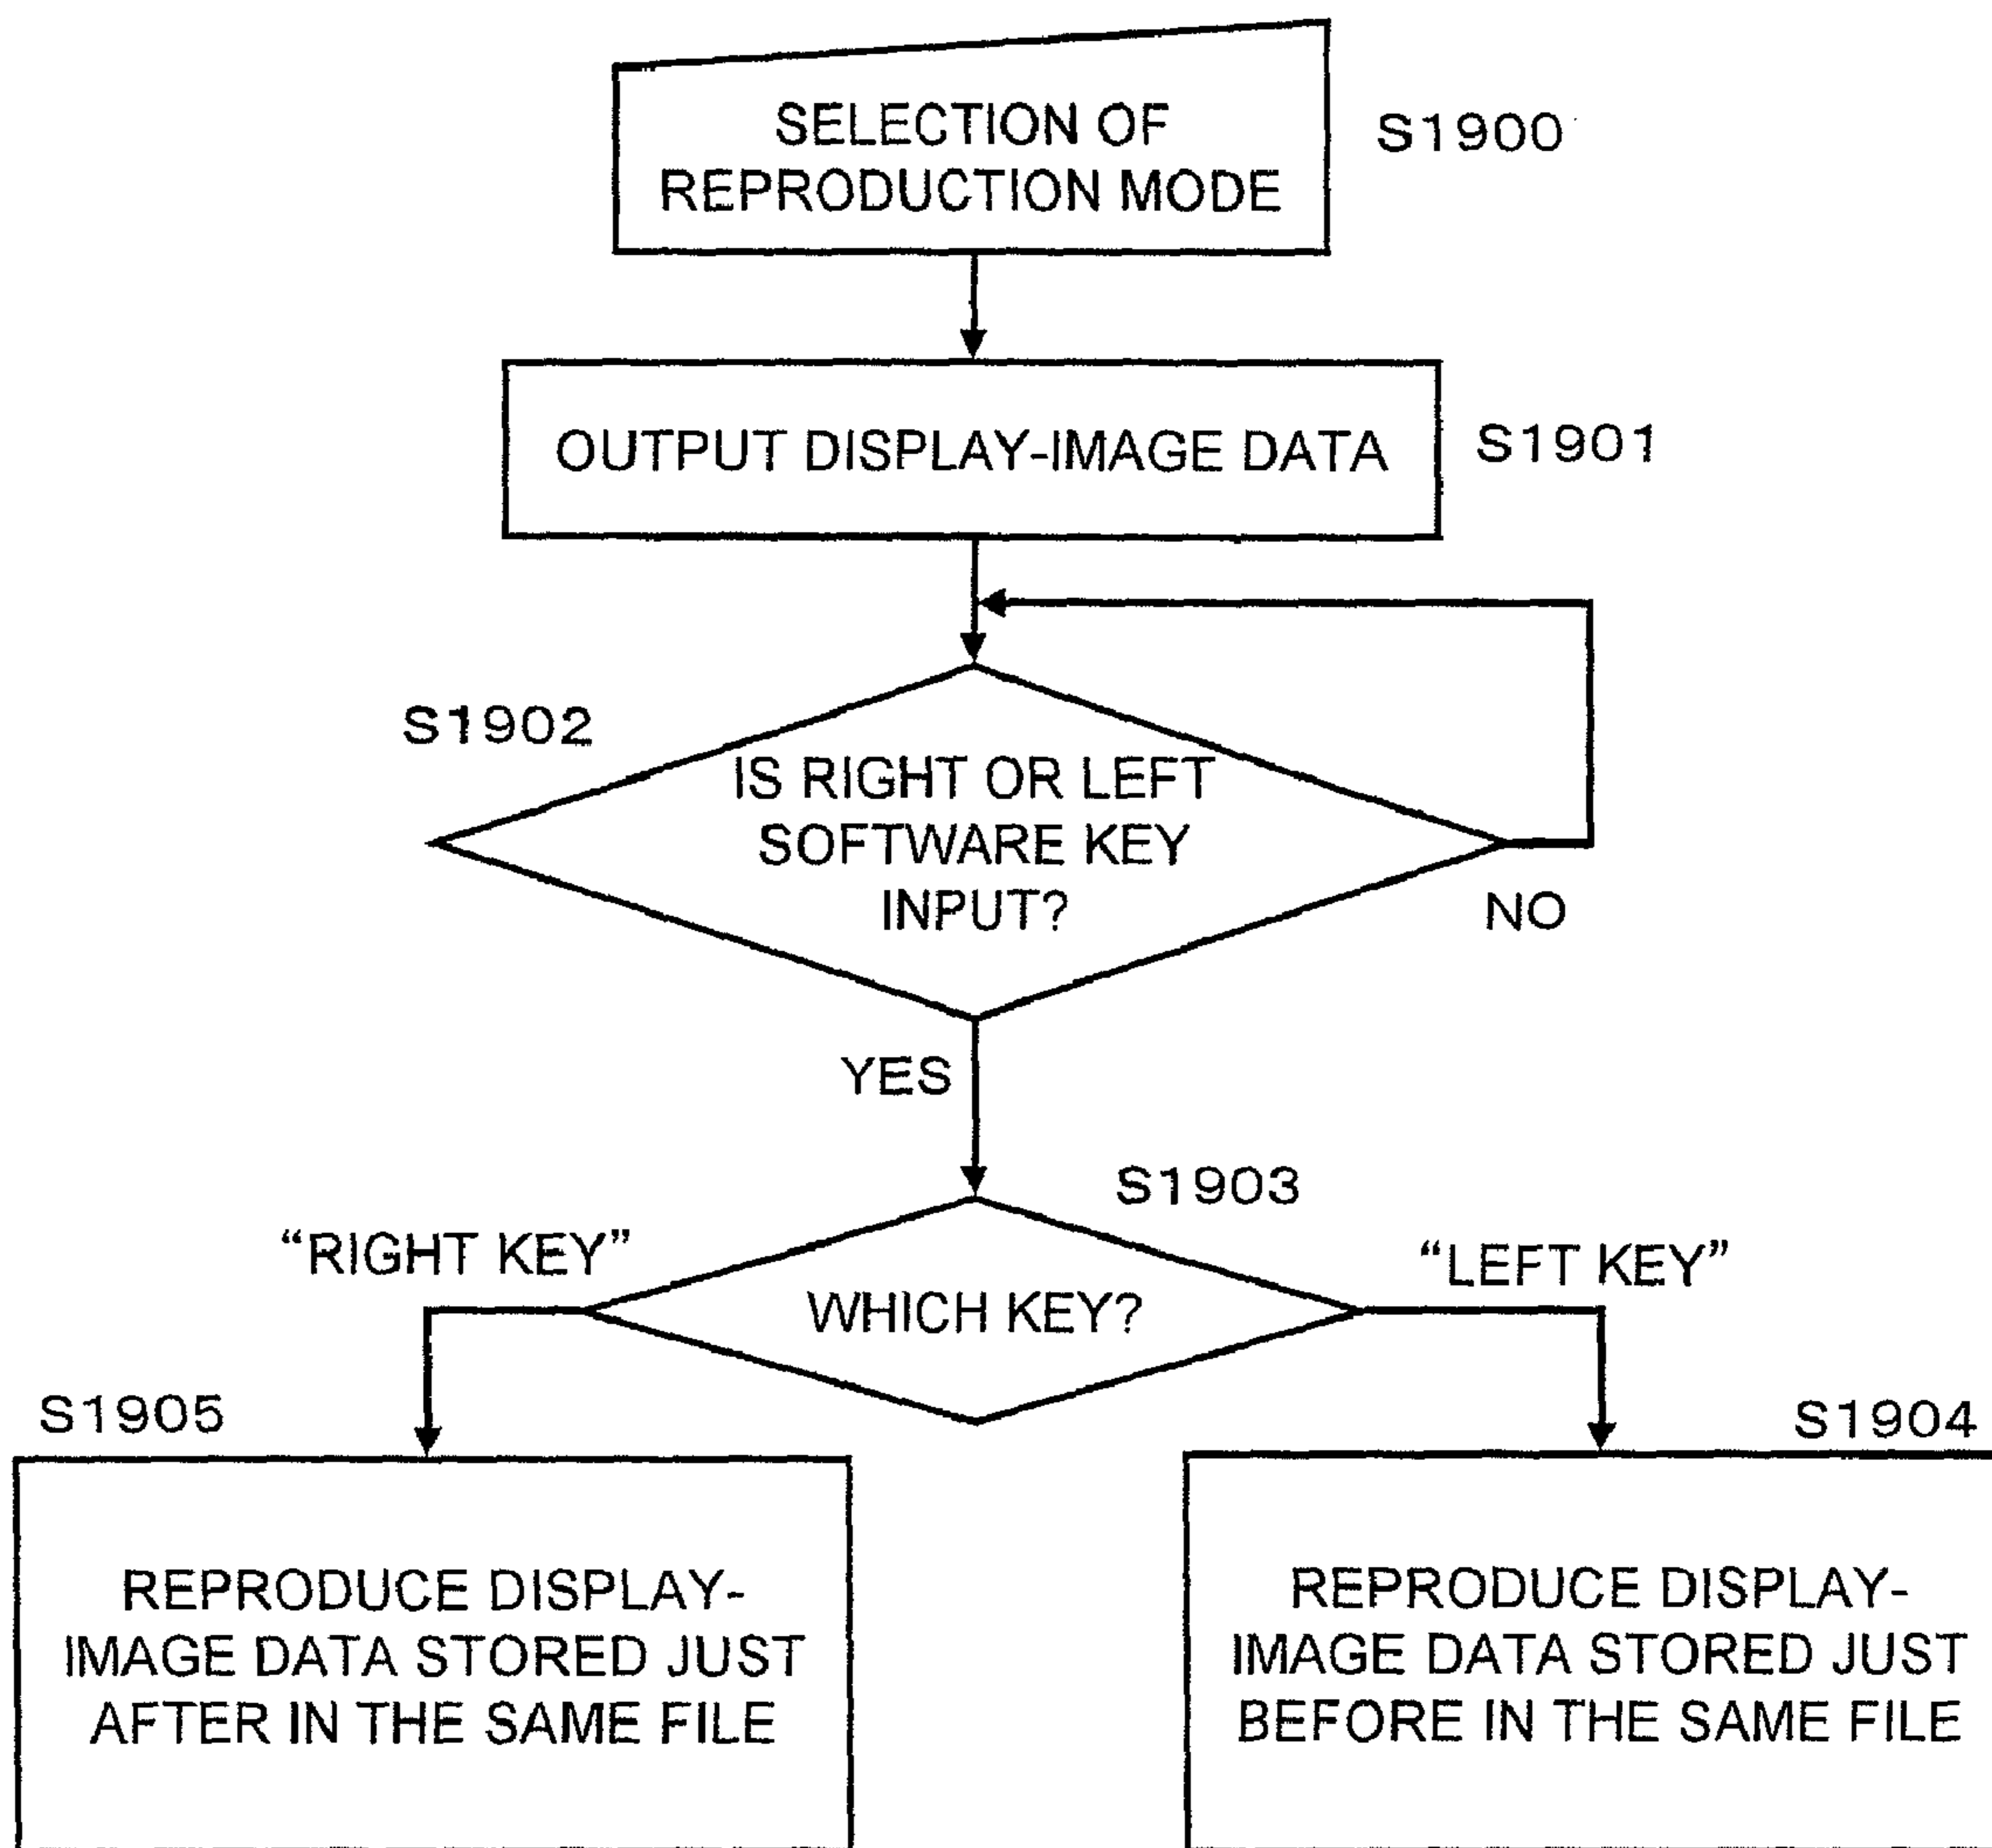 SELECTION OF
REPRODUCTION MODE
S1900
OUTPUT DISPLAY-IMAGE DATA
S1901
S1902
IS RIGHT OR LEFT
SOFTWARE KEY
INPUT?
NO
YES
S1903
“RIGHT KEY”
“LEFT KEY”
WHICH KEY?
S1905
S1904
REPRODUCE DISPLAY-
IMAGE DATA STORED JUST
AFTER IN THE SAME FILE
REPRODUCE DISPLAY-
IMAGE DATA STORED JUST
BEFORE IN THE SAME FILE